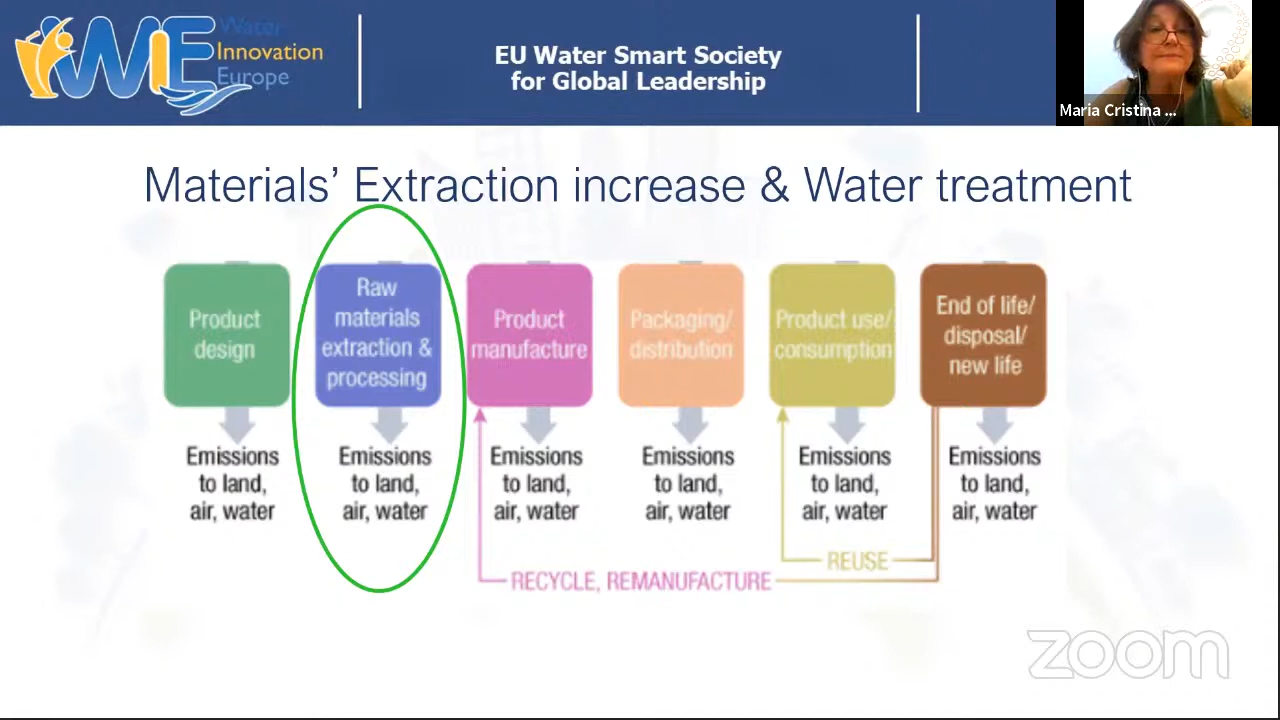 Water
Innovation
Europe
WIE
EU Water Smart Society
for Global Leadership
Maria Cristina ...
Materials’ Extraction increase & Water treatment
Product
design
Raw
materials
extraction &
processing
Product
manufacture
Packaging/
distribution
Product use/
consumption
End of life/
disposal/
new life
Emissions
to land,
air, water
Emissions
to land,
air, water
Emissions
to land,
air, water
Emissions
to land,
air, water
Emissions
to land,
air, water
Emissions
to land,
air, water
REUSE
RECYCLE, REMANUFACTURE
zoom